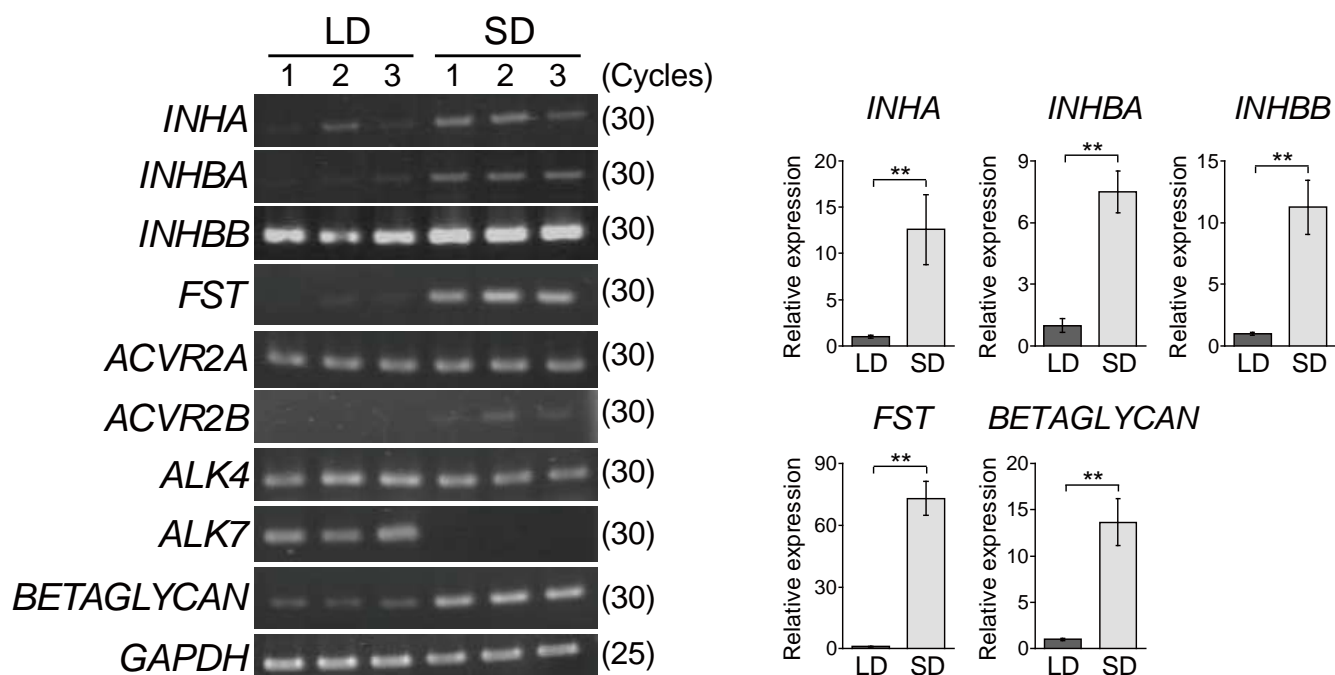 LD SD
1 2 3 1 2 3 (Cycles)
INHA (30)
INHBA (30)
INHBB (30)
FST (30)
ACVR2A (30)
ACVR2B (30)
ALK4 (30)
ALK7 (30)
BETAGLYCAN (30)
GAPDH (25)
INHA
Relative expression
20
15
10
5
0
**
LD SD
INHBA
Relative expression
9
6
3
0
**
LD SD
INHBB
Relative expression
15
10
5
0
**
LD SD
FST
Relative expression
90
60
30
0
**
LD SD
BETAGLYCAN
Relative expression
20
15
10
5
0
**
LD SD